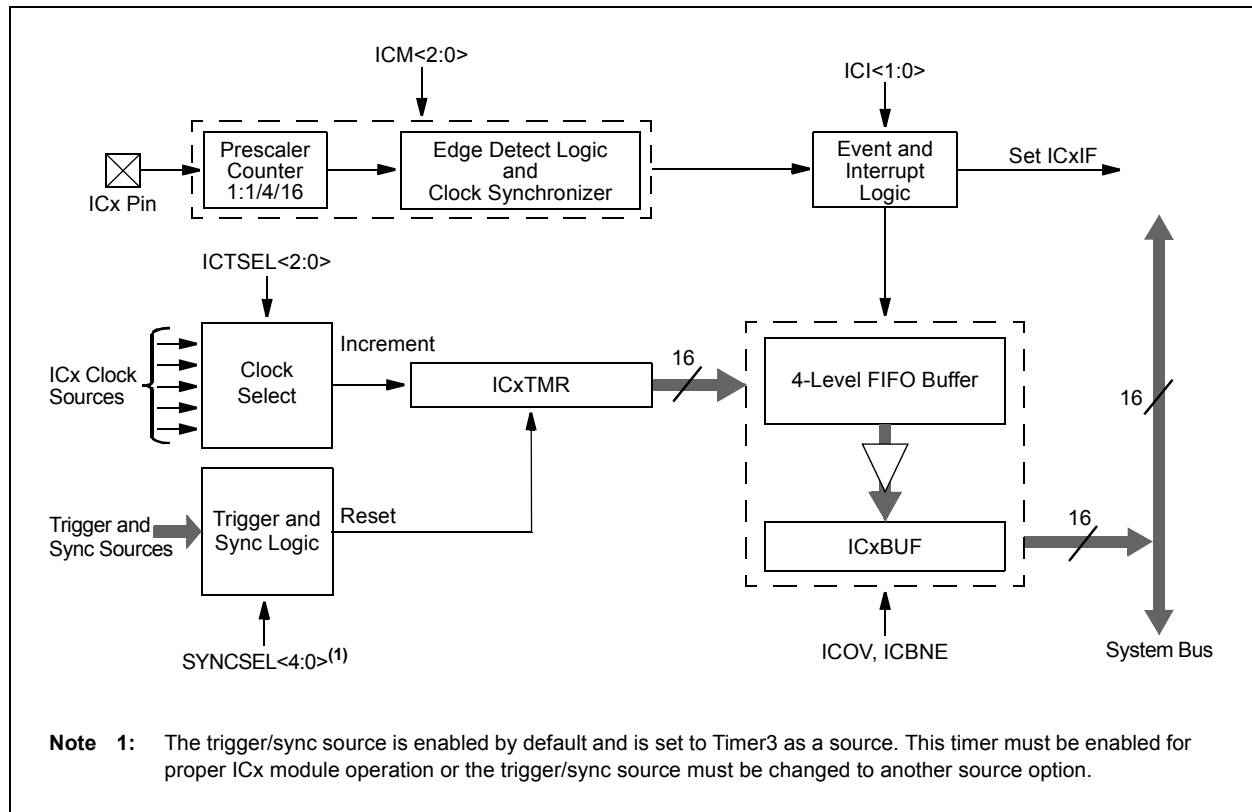 ICM<2:0>
ICI<1:0>
Prescaler
Counter
1:1/4/16
Edge Detect Logic
and
Clock Synchronizer
Event and
Interrupt
Logic
Set ICxIF
ICx Pin
ICTSEL<2:0>
ICx Clock
Sources
Clock
Select
Increment
ICxTMR
16
4-Level FIFO Buffer
16
Trigger and
Sync Sources
Trigger and
Sync Logic
Reset
ICxBUF
16
SYNCSEL<4:0>(1)
ICOV, ICBNE
System Bus
Note 1: The trigger/sync source is enabled by default and is set to Timer3 as a source. This timer must be enabled for
proper ICx module operation or the trigger/sync source must be changed to another source option.